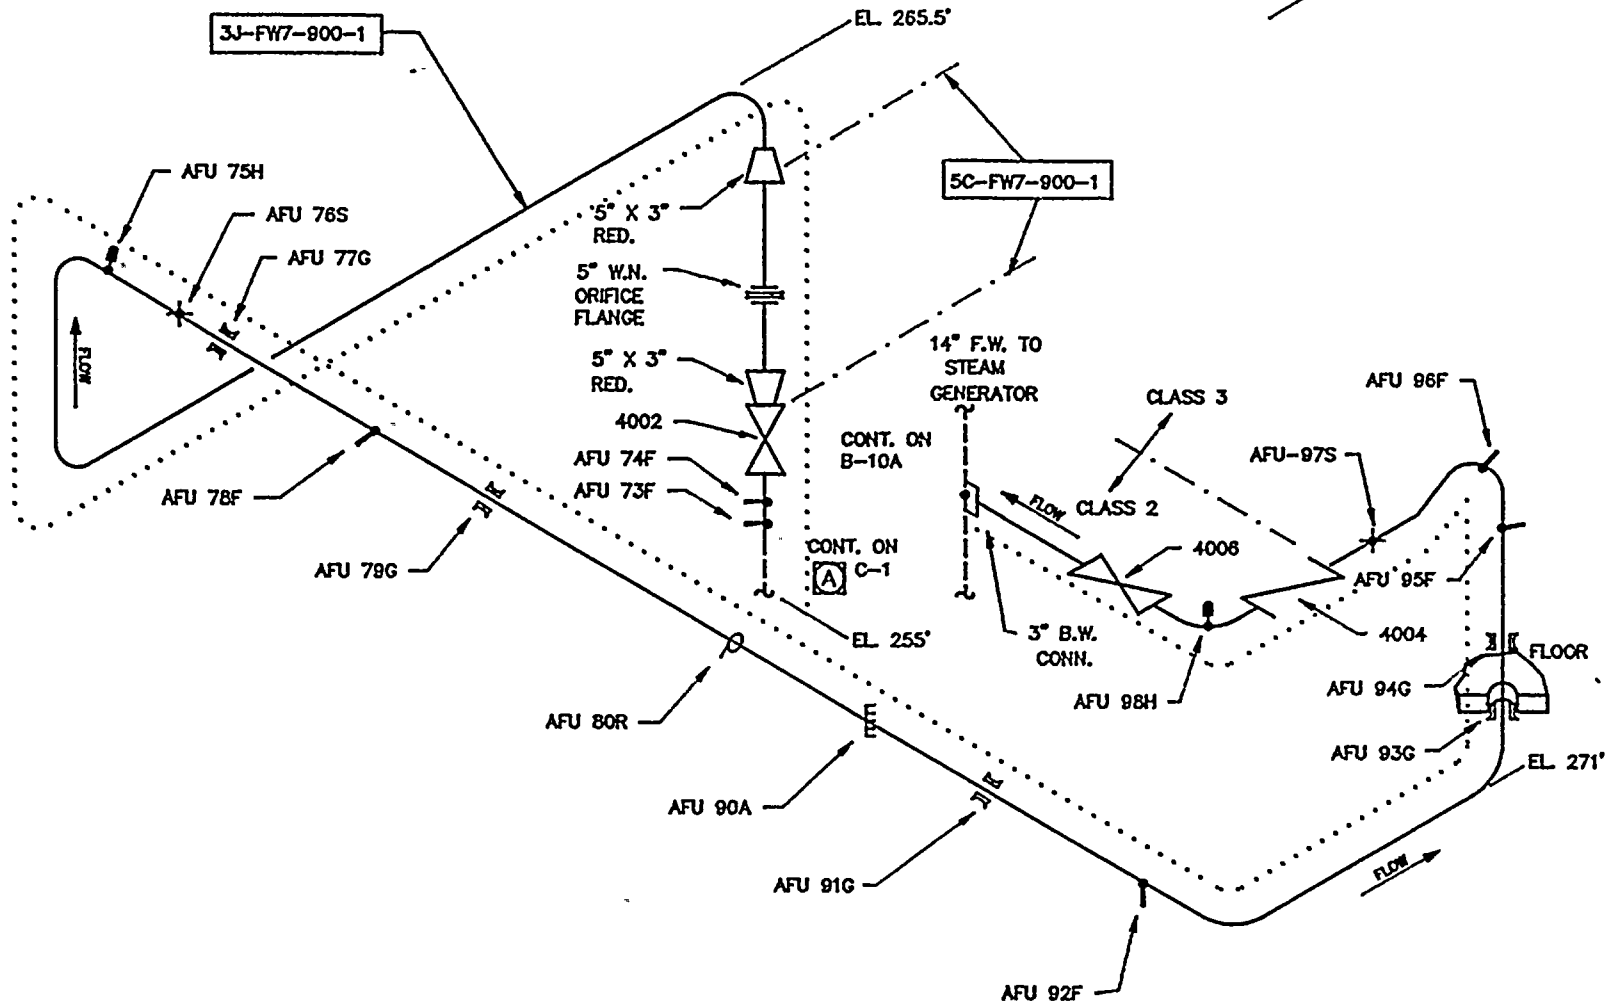 EL. 265.5'
3J-FW7-900-1
AFU 75H
5C-FW7-900-1
AFU 76S
5" X 3"
RED.
AFU 77G
5" W.N.
ORIFICE
FLANGE
FLOW
5" X 3"
RED.
14" F.W. TO
STEAM
GENERATOR
AFU 96F
CLASS 3
4002
CONT. ON
B-10A
AFU-97S
AFU 74F
AFU 78F
AFU 73F
FLOW
CLASS 2
CONT. ON
A C-1
4006
AFU 79G
AFU 95F
3" B.W.
CONN.
4004
EL. 255'
FLOOR
AFU 94G
AFU 98H
AFU 80R
AFU 93G
EL. 271'
AFU 90A
FLOW
AFU 91G
AFU 92F